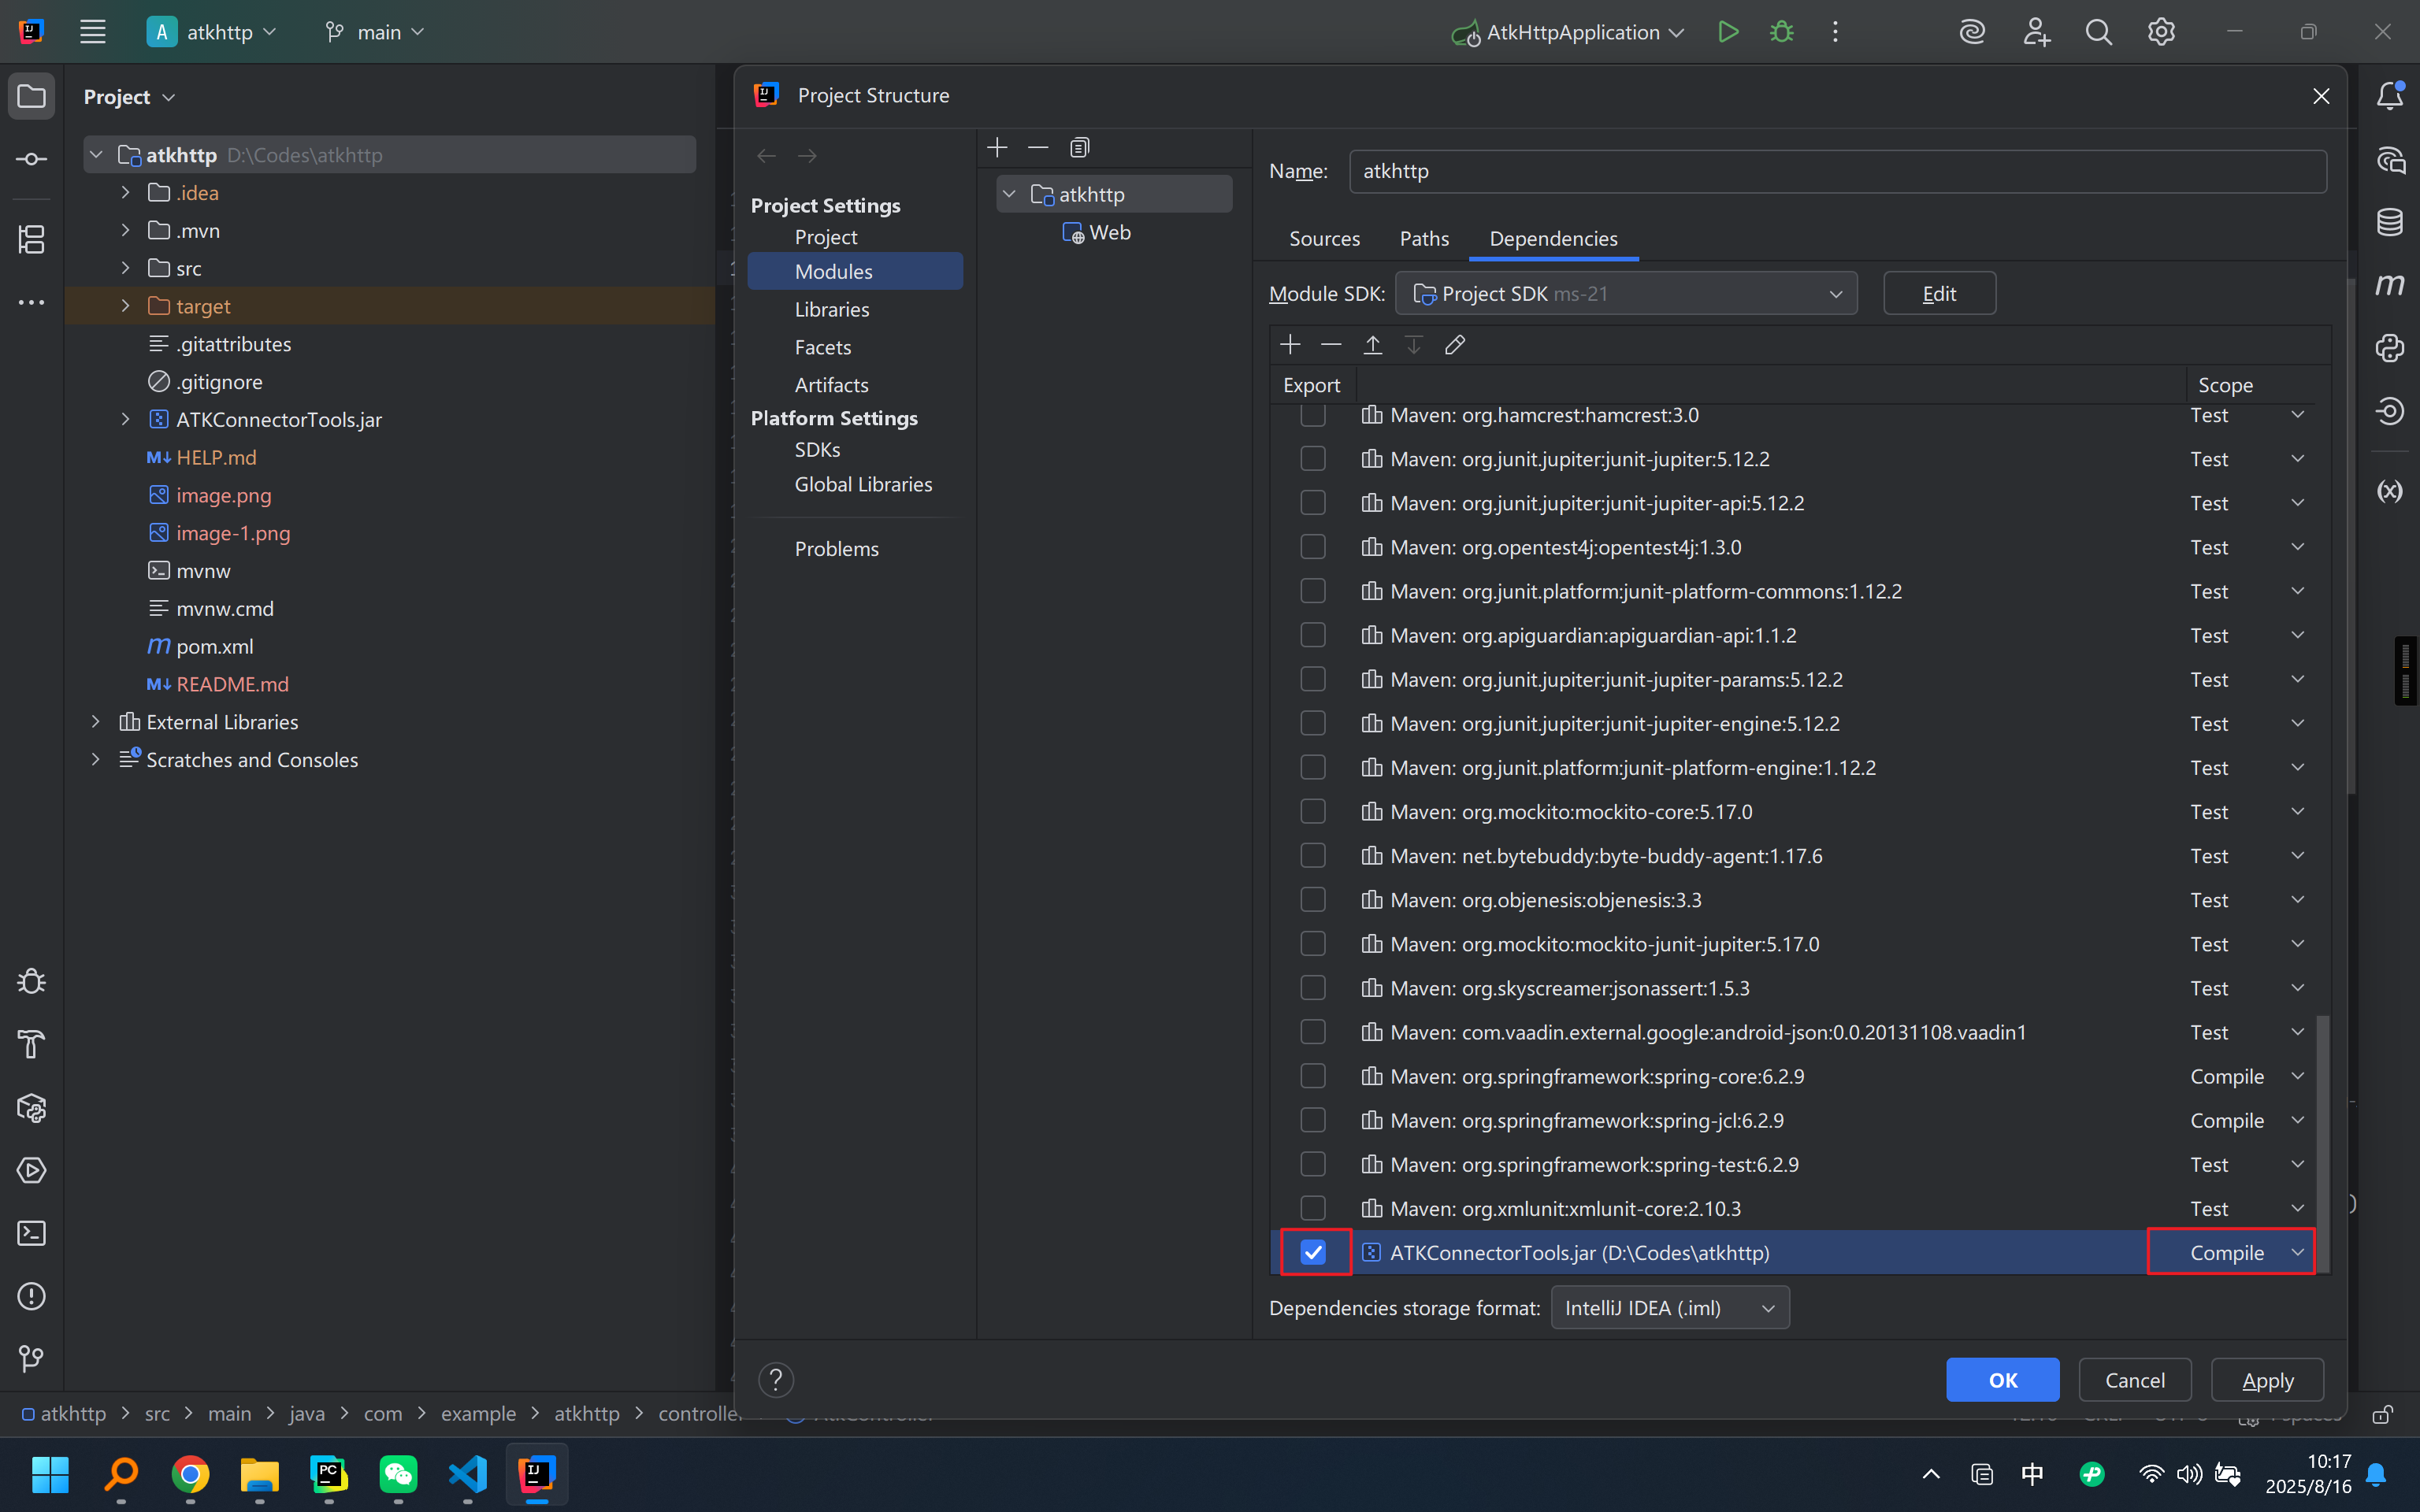 A atkhttp
main
AtkHttpApplication
Project
atkhttp D:\Codes\atkhttp
.idea
.mvn
src
target
.gitattributes
.gitignore
ATKConnectorTools.jar
M↓ HELP.md
image.png
image-1.png
mvnw
mvnw.cmd
m pom.xml
M↓ README.md
External Libraries
Scratches and Consoles
Project Structure
Project Settings
Project
Modules
Libraries
Facets
Artifacts
Platform Settings
SDKs
Global Libraries
Problems
atkhttp
Web
Name: atkhttp
Sources Paths Dependencies
Module SDK: Project SDK ms-21 Edit
Export Scope
Maven: org.hamcrest:hamcrest:3.0 Test
Maven: org.junit.jupiter:junit-jupiter:5.12.2 Test
Maven: org.junit.jupiter:junit-jupiter-api:5.12.2 Test
Maven: org.opentest4j:opentest4j:1.3.0 Test
Maven: org.junit.platform:junit-platform-commons:1.12.2 Test
Maven: org.apiguardian:apiguardian-api:1.1.2 Test
Maven: org.junit.jupiter:junit-jupiter-params:5.12.2 Test
Maven: org.junit.jupiter:junit-jupiter-engine:5.12.2 Test
Maven: org.junit.platform:junit-platform-engine:1.12.2 Test
Maven: org.mockito:mockito-core:5.17.0 Test
Maven: net.bytebuddy:byte-buddy-agent:1.17.6 Test
Maven: org.objenesis:objenesis:3.3 Test
Maven: org.mockito:mockito-junit-jupiter:5.17.0 Test
Maven: org.skyscreamer:jsonassert:1.5.3 Test
Maven: com.vaadin.external.google:android-json:0.0.20131108.vaadin1 Test
Maven: org.springframework:spring-core:6.2.9 Compile
Maven: org.springframework:spring-jcl:6.2.9 Compile
Maven: org.springframework:spring-test:6.2.9 Test
Maven: org.xmlunit:xmlunit-core:2.10.3 Test
ATKConnectorTools.jar (D:\Codes\atkhttp) Compile
Dependencies storage format: IntelliJ IDEA (.iml)
? OK Cancel Apply
atkhttp > src > main > java > com > example > atkhttp > controller
中
10:17
2025/8/16